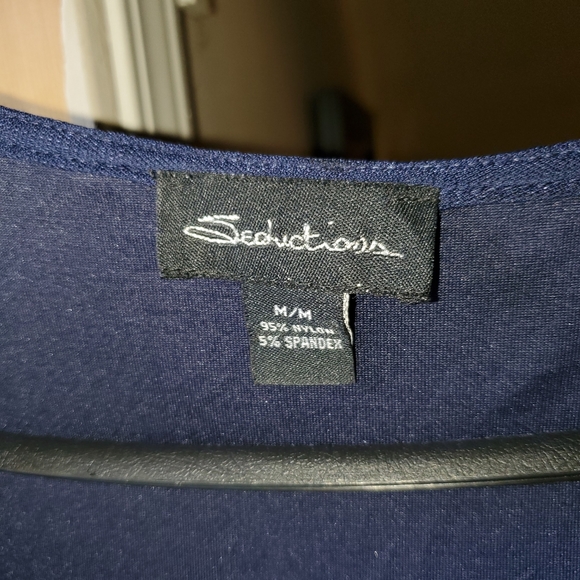 Seductions
M/M
95% NYLON
5% SPANDEX